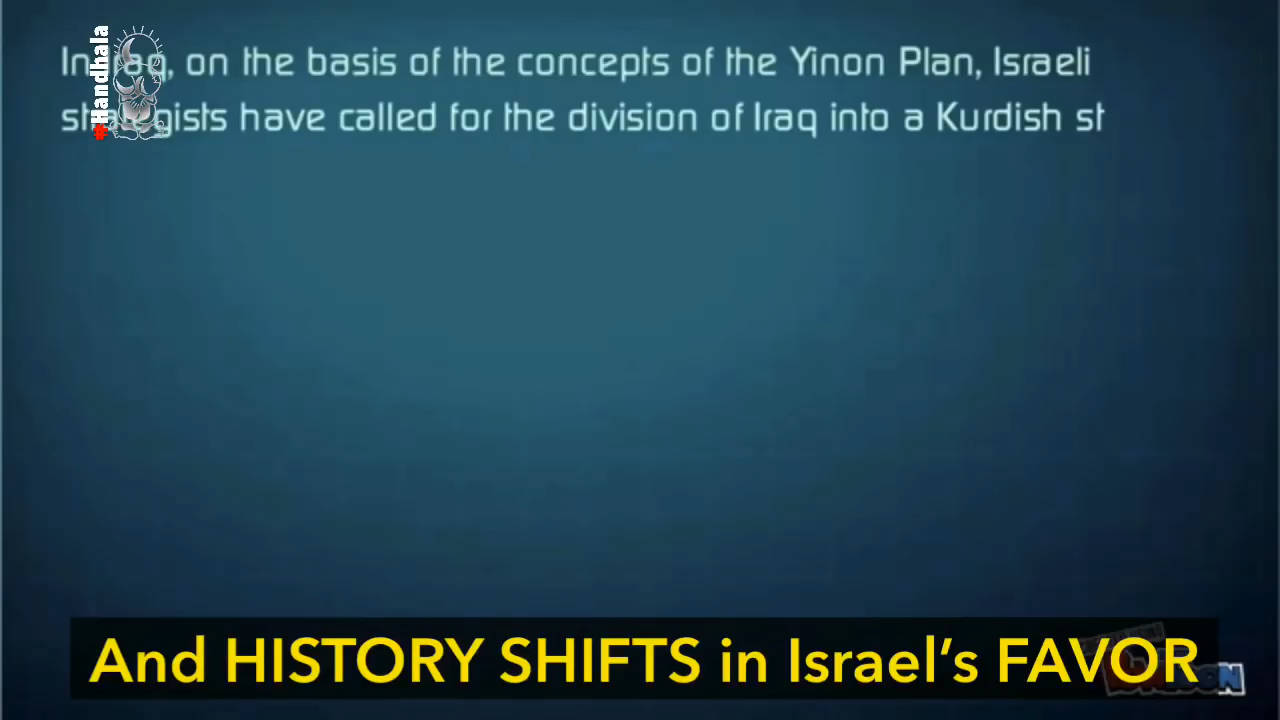 #Handhala
on the basis of the concepts of the Yinon Plan, Israeli
have called for the division of Iraq into a Kurdish st
And HISTORY SHIFTS in Israel's FAVOR